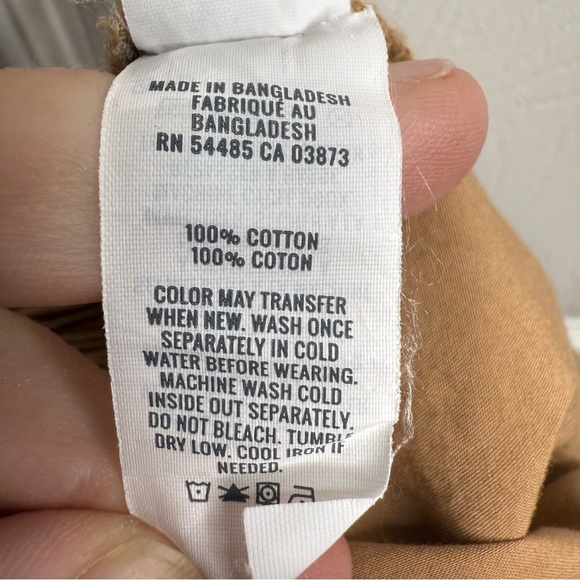 MADE IN BANGLADESH
FABRIQUÉ AU
BANGLADESH
RN 54485 CA 03873
100% COTTON
100% COTON
COLOR MAY TRANSFER
WHEN NEW. WASH ONCE
SEPARATELY IN COLD
WATER BEFORE WEARING.
MACHINE WASH COLD
INSIDE OUT SEPARATELY.
DO NOT BLEACH. TUMBLE
DRY LOW. COOL IRON IF
NEEDED.